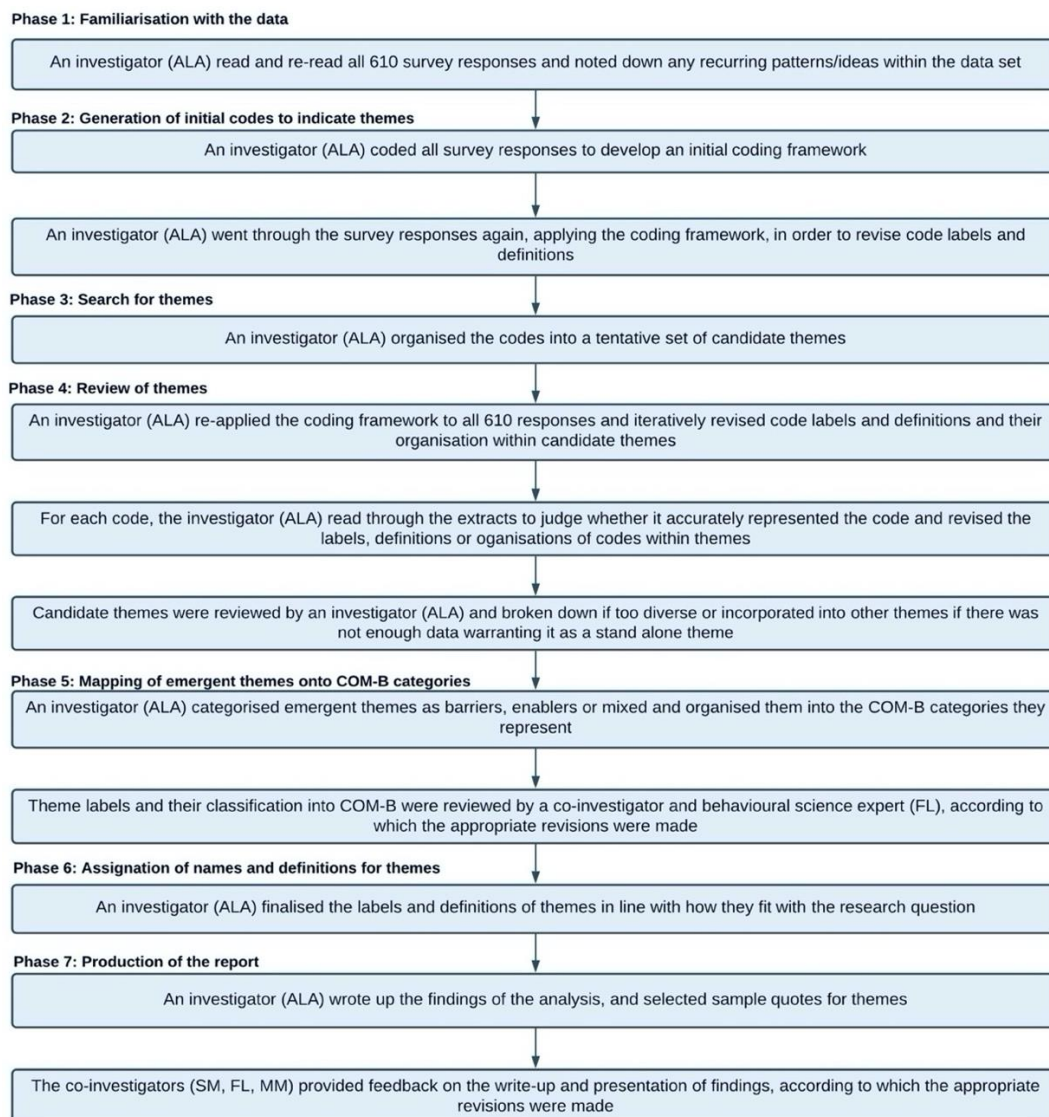 Phase 1: Familiarisation with the data
An investigator (ALA) read and re-read all 610 survey responses and noted down any recurring patterns/ideas within the data set
Phase 2: Generation of initial codes to indicate themes
An investigator (ALA) coded all survey responses to develop an initial coding framework
An investigator (ALA) went through the survey responses again, applying the coding framework, in order to revise code labels and
definitions
Phase 3: Search for themes
An investigator (ALA) organised the codes into a tentative set of candidate themes
Phase 4: Review of themes
An investigator (ALA) re-applied the coding framework to all 610 responses and iteratively revised code labels and definitions and their
organisation within candidate themes
For each code, the investigator (ALA) read through the extracts to judge whether it accurately represented the code and revised the
labels, definitions or oganisations of codes within themes
Candidate themes were reviewed by an investigator (ALA) and broken down if too diverse or incorporated into other themes if there was
not enough data warranting it as a stand alone theme
Phase 5: Mapping of emergent themes onto COM-B categories
An investigator (ALA) categorised emergent themes as barriers, enablers or mixed and organised them into the COM-B categories they
represent
Theme labels and their classification into COM-B were reviewed by a co-investigator and behavioural science expert (FL), according to
which the appropriate revisions were made
Phase 6: Assignation of names and definitions for themes
An investigator (ALA) finalised the labels and definitions of themes in line with how they fit with the research question
Phase 7: Production of the report
An investigator (ALA) wrote up the findings of the analysis, and selected sample quotes for themes
The co-investigators (SM, FL, MM) provided feedback on the write-up and presentation of findings, according to which the appropriate
revisions were made